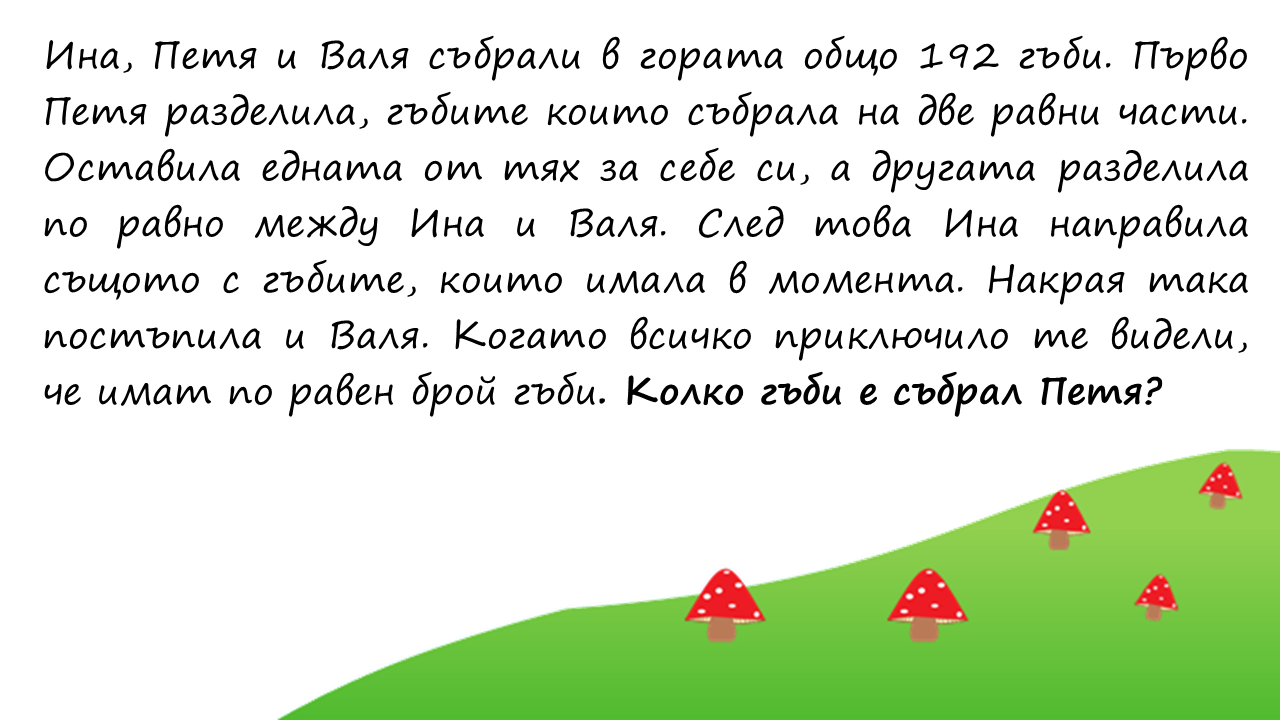 Ина, Петя и Валя събрали в гората общо 192 гъби. Първо
Петя разделила, гъбите които събрала на две равни части.
Оставила едната от тях за себе си, а другата разделила
по равно между Ина и Валя. След това Ина направила
същото с гъбите, които имала в момента. Накрая така
постъпила и Валя. Когато всичко приключило те видели,
че имат по равен брой гъби. Колко гъби е събрал Петя?